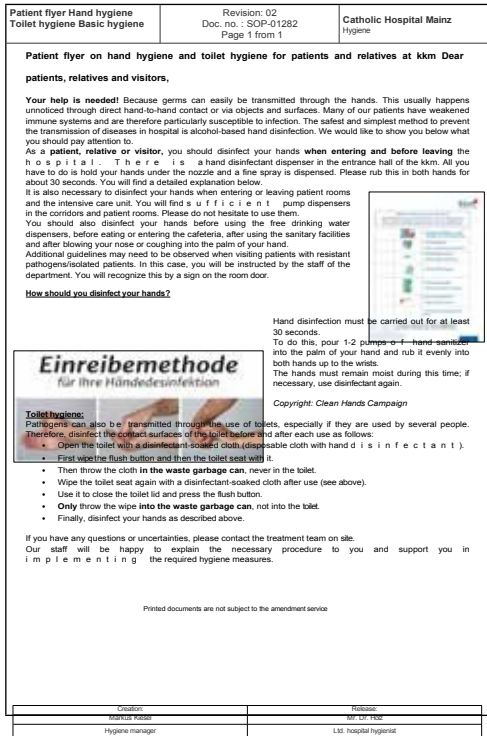 Patient flyer Hand hygiene
Toilet hygiene Basic hygiene
Revision: 02
Doc. no. : SOP-01282
Page 1 from 1
Catholic Hospital Mainz
Hygiene
Patient flyer on hand hygiene and toilet hygiene for patients and relatives at kkm Dear
patients, relatives and visitors,
Your help is needed! Because germs can easily be transmitted through the hands. This usually happens
unnoticed through direct hand-to-hand contact or via objects and surfaces. Many of our patients have weakened
immune systems and are therefore particularly susceptible to infection. The safest and simplest method to prevent
the transmission of diseases in hospital is alcohol-based hand disinfection. We would like to show you below what
you should pay attention to.
As a patient, relative or visitor, you should disinfect your hands when entering and before leaving the
h o s p i t a l . T h e r e i s a hand disinfectant dispenser in the entrance hall of the kkm. All you
have to do is hold your hands under the nozzle and a fine spray is dispensed. Please rub this in both hands for
about 30 seconds. You will find a detailed explanation below.
It is also necessary to disinfect your hands when entering or leaving patient rooms
and the intensive care unit. You will find s u f f i c i e n t pump dispensers
in the corridors and patient rooms. Please do not hesitate to use them.
You should also disinfect your hands before using the free drinking water
dispensers, before eating or entering the cafeteria, after using the sanitary facilities
and after blowing your nose or coughing into the palm of your hand.
Additional guidelines may need to be observed when visiting patients with resistant
pathogens/isolated patients. In this case, you will be instructed by the staff of the
department. You will recognize this by a sign on the room door.
How should you disinfect your hands?
Hand disinfection must be carried out for at least
30 seconds.
To do this, pour 1-2 pumps o f hand sanitizer
into the palm of your hand and rub it evenly into
both hands up to the wrists.
The hands must remain moist during this time; if
necessary, use disinfectant again.
Copyright: Clean Hands Campaign
Einreibemethode
für Ihre Händedesinfektion
Toilet hygiene:
Pathogens can also be transmitted through the use of toilets, especially if they are used by several people.
Therefore, disinfect the contact surfaces of the toilet before and after each use as follows:
• Open the toilet with a disinfectant-soaked cloth (disposable cloth with hand d i s i n f e c t a n t ).
• First wipe the flush button and then the toilet seat with it.
• Then throw the cloth in the waste garbage can, never in the toilet.
• Wipe the toilet seat again with a disinfectant-soaked cloth after use (see above).
• Use it to close the toilet lid and press the flush button.
• Only throw the wipe into the waste garbage can, not into the toilet.
• Finally, disinfect your hands as described above.
If you have any questions or uncertainties, please contact the treatment team on site.
Our staff will be happy to explain the necessary procedure to you and support you in
i m p l e m e n t i n g the required hygiene measures.
Printed documents are not subject to the amendment service
Creation:
Markus Kiesel
Hygiene manager
Release:
Mr. Dr. Holz
Ltd. hospital hygienist